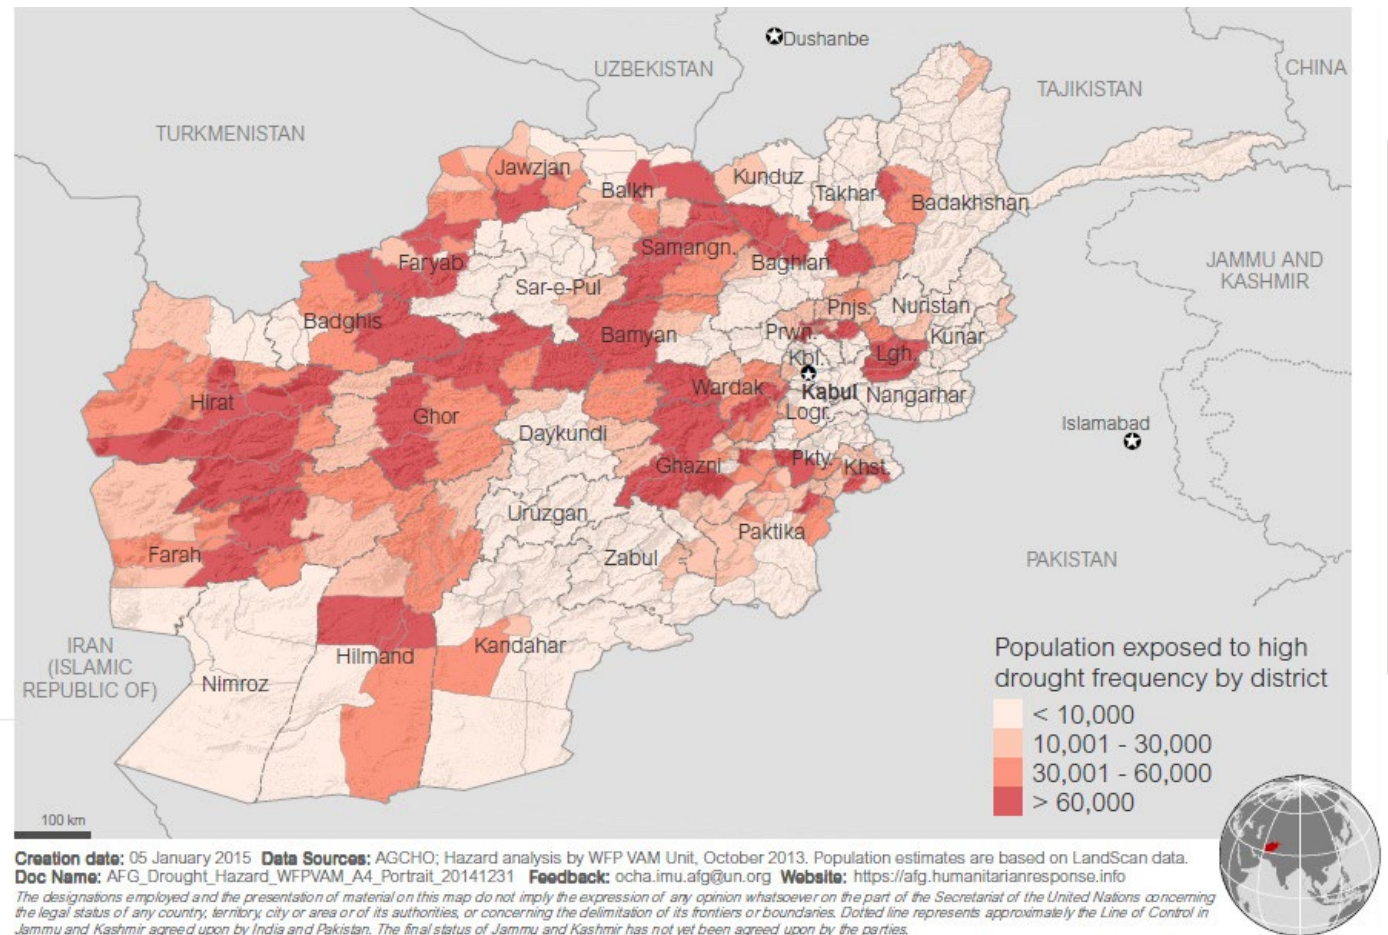 Dushanbe
UZBEKISTAN
CHINA
TAJIKISTAN
TURKMENISTAN
Jawzjan
Balkh
Kunduz
Takhar
Badakhshan
Samangn.
Baghlan
Faryab
JAMMU AND
KASHMIR
Sar-e-Pul
Pnjs.
Nuristan
Badghis
Bamyan
Prwn.
Kunar
Kbl.
Lgh.
Hirat
Wardak
Kabul
Nangarhar
Ghor
Logr.
Islamabad
Daykundi
Ghazni
Pkty.
Khst.
Uruzgan
Paktika
Farah
Zabul
PAKISTAN
IRAN
(ISLAMIC
REPUBLIC OF)
Kandahar
Hilmand
Nimroz
Population exposed to high
drought frequency by district
< 10,000
10,001 - 30,000
30,001 - 60,000
> 60,000
100 km
Creation date: 05 January 2015 Data Sources: AGCHO; Hazard analysis by WFP VAM Unit, October 2013. Population estimates are based on LandScan data.
Doc Name: AFG_Drought_Hazard_WFPVAM_A4_Portrait_20141231 Feedback: ocha.imu.afg@un.org Website: https://afg.humanitarianresponse.info
The designations employed and the presentation of material on this map do not imply the expression of any opinion whatsoever on the part of the Secretariat of the United Nations concerning
the legal status of any country, territory, city or area or of its authorities, or concerning the delimitation of its frontiers or boundaries. Dotted line represents approximately the Line of Control in
Jammu and Kashmir agreed upon by India and Pakistan. The final status of Jammu and Kashmir has not yet been agreed upon by the parties.